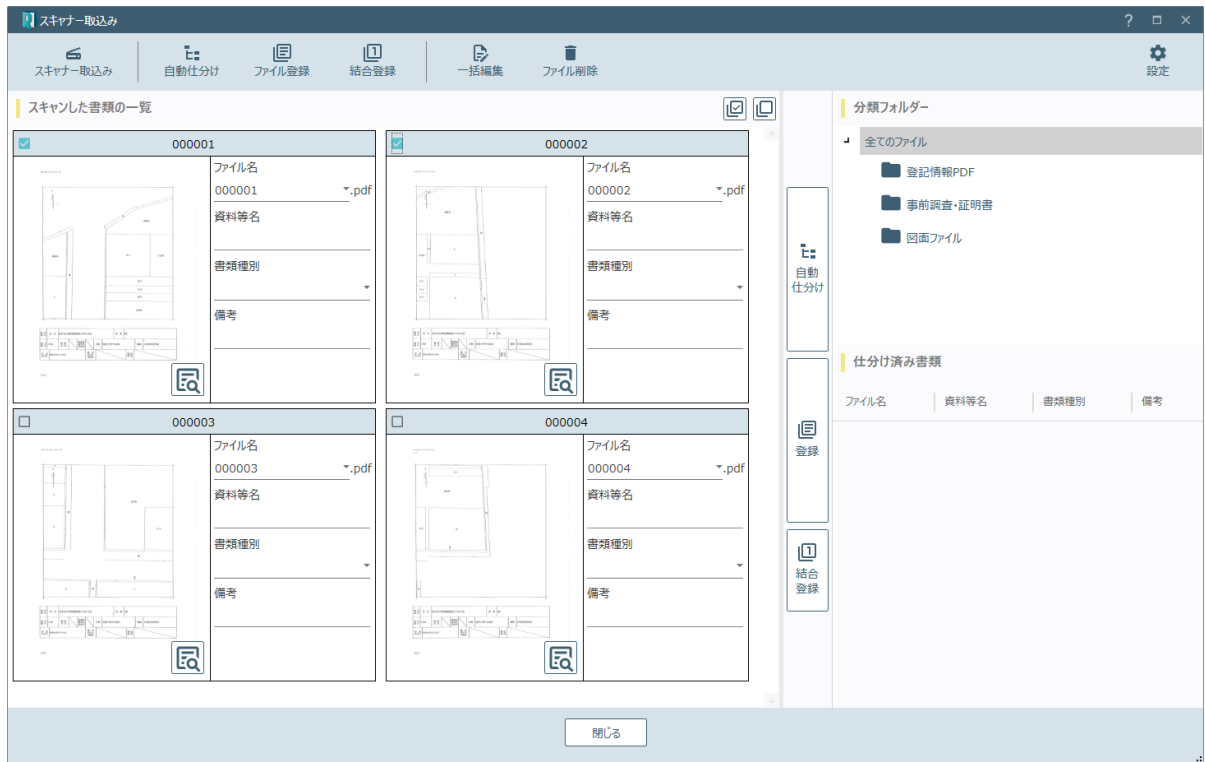 スキャナー取込み
スキャナー取込み 自動仕分け ファイル登録 結合登録 一括編集 ファイル削除 設定
スキャンした書類の一覧
000001
ファイル名
000001 .pdf
資料等名
書類種別
備考
000002
ファイル名
000002 .pdf
資料等名
書類種別
備考
000003
ファイル名
000003 .pdf
資料等名
書類種別
備考
000004
ファイル名
000004 .pdf
資料等名
書類種別
備考
自動
仕分け
登録
結合
登録
分類フォルダー
全てのファイル
登記情報PDF
事前調査・証明書
図面ファイル
仕分け済み書類
ファイル名 資料等名 書類種別 備考
閉じる